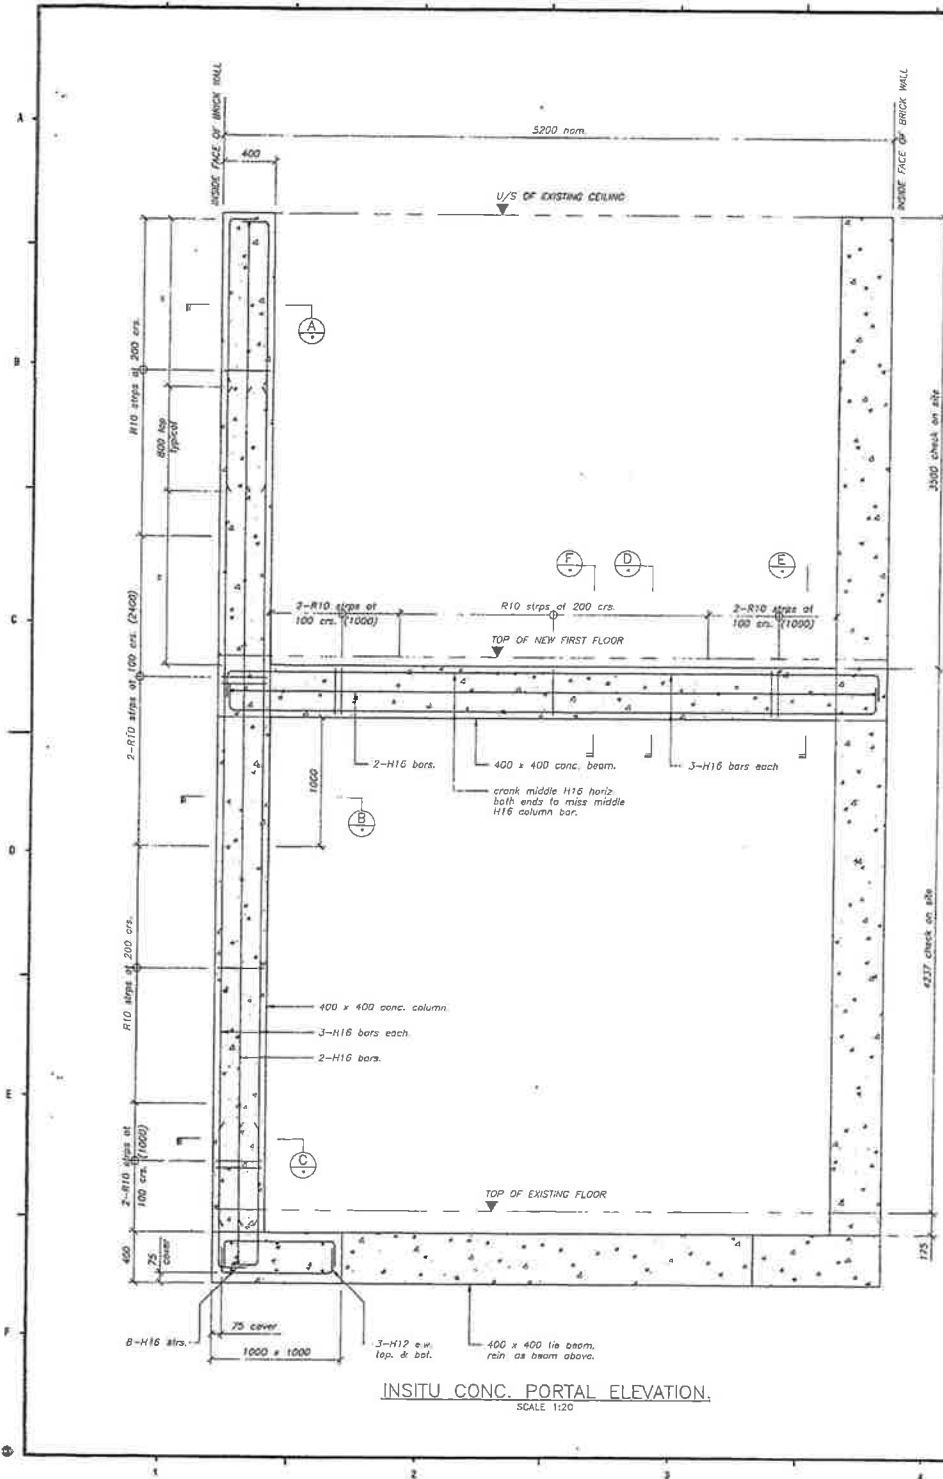 INSIDE FACE OF BRICK WALL
INSIDE FACE OF BRICK WALL
5200 nom.
400
U/S OF EXISTING CEILING
A
A
B
R10 strps at 200 crs.
800 lap
typical
3500 check on site
F
D
E
2-R10 strps at
100 crs. (1000)
R10 strps at 200 crs.
2-R10 strps at
100 crs. (1000)
C
TOP OF NEW FIRST FLOOR
2-R10 strps at 100 crs. (2400)
2-H16 bars.
400 x 400 conc. beam.
3-H16 bars each
1000
crank middle H16 horiz.
both ends to miss middle
H16 column bar.
B
D
R10 strps at 200 crs.
4237 check on site
400 x 400 conc. column.
3-H16 bars each.
2-H16 bars.
E
2-R10 strps at
100 crs. (1000)
C
TOP OF EXISTING FLOOR
400
75
cover
175
F
75 cover
8-H16 strs.
1000 x 1000
3-H12 e.w.
top. & bot.
400 x 400 tie beam.
rein as beam above.
INSITU CONC. PORTAL ELEVATION.
SCALE 1:20
1
2
3
4